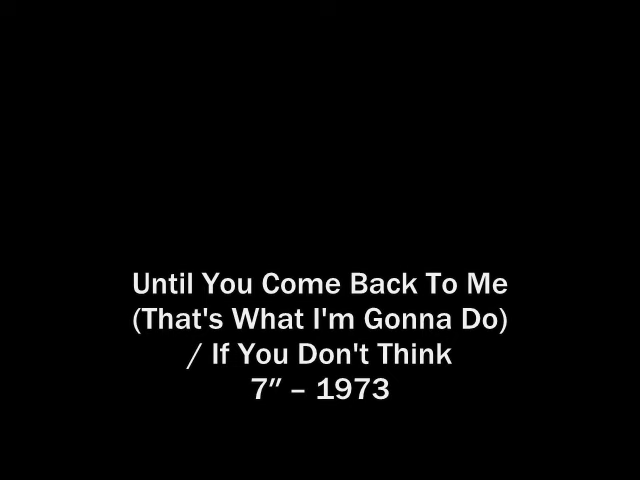 Until You Come Back To Me
(That's What I'm Gonna Do)
/ If You Don't Think
7” – 1973